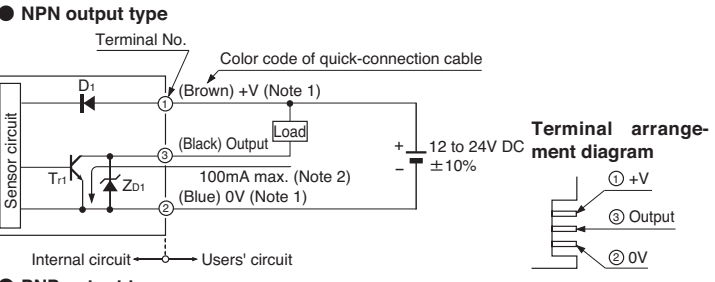 ● NPN output type
Terminal No.
Color code of quick-connection cable
D1
1
(Brown) +V (Note 1)
Sensor circuit
Load
(Black) Output
3
+
12 to 24V DC
−
±10%
Tr1
ZD1
100mA max. (Note 2)
(Blue) 0V (Note 1)
2
Internal circuit
Users' circuit
Terminal arrange-
ment diagram
① +V
③ Output
② 0V